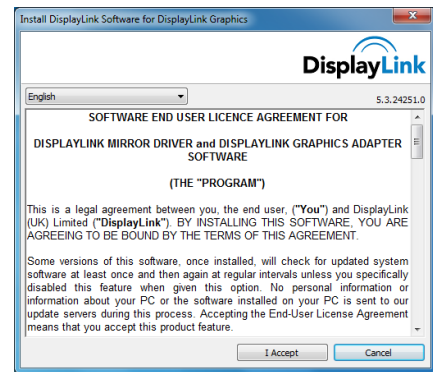 Install DisplayLink Software for DisplayLink Graphics
DisplayLink
English
5.3.24251.0
SOFTWARE END USER LICENCE AGREEMENT FOR
DISPLAYLINK MIRROR DRIVER and DISPLAYLINK GRAPHICS ADAPTER
SOFTWARE
(THE "PROGRAM")
This is a legal agreement between you, the end user, ("You") and DisplayLink
(UK) Limited ("DisplayLink"). BY INSTALLING THIS SOFTWARE, YOU ARE
AGREEING TO BE BOUND BY THE TERMS OF THIS AGREEMENT.
Some versions of this software, once installed, will check for updated system
software at least once and then again at regular intervals unless you specifically
disabled this feature when given this option. No personal information or
information about your PC or the software installed on your PC is sent to our
update servers during this process. Accepting the End-User License Agreement
means that you accept this product feature.
I Accept
Cancel